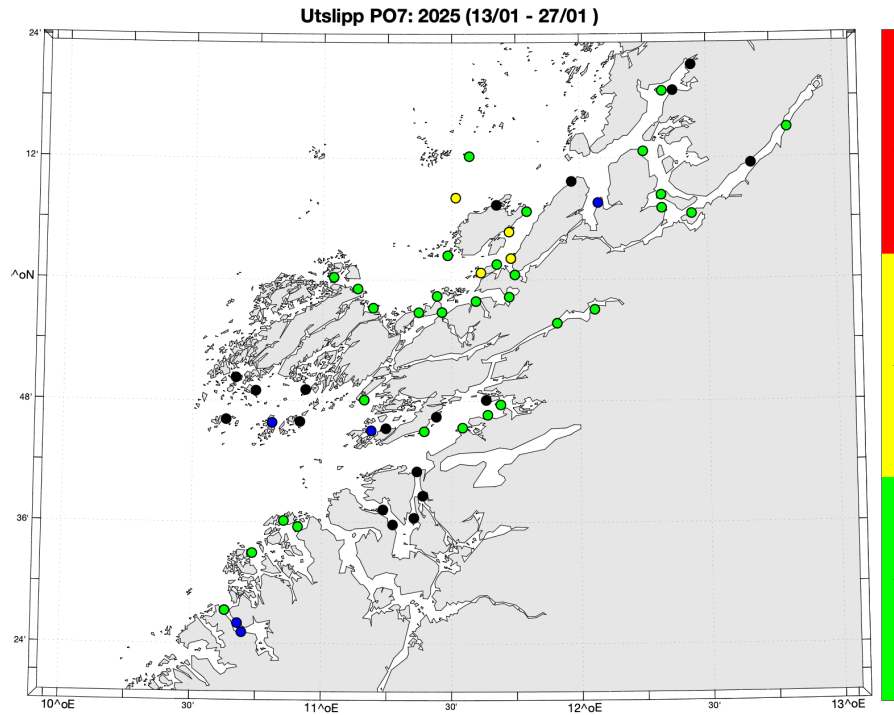 Utslipp PO7: 2025 (13/01 - 27/01 )
24'
12'
^oN
48'
36'
24'
10^oE
30'
11^oE
30'
12^oE
30'
13^oE